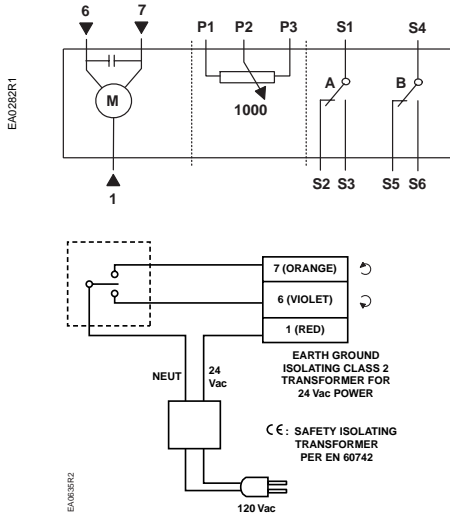 6 7 P1 P2 P3 S1 S4
EA0282R1
M
1000
A B
1
S2 S3 S5 S6
7 (ORANGE)
6 (VIOLET)
1 (RED)
NEUT
24
Vac
EARTH GROUND
ISOLATING CLASS 2
TRANSFORMER FOR
24 Vac POWER
CE: SAFETY ISOLATING
TRANSFORMER
PER EN 60742
120 Vac
EA0635R2